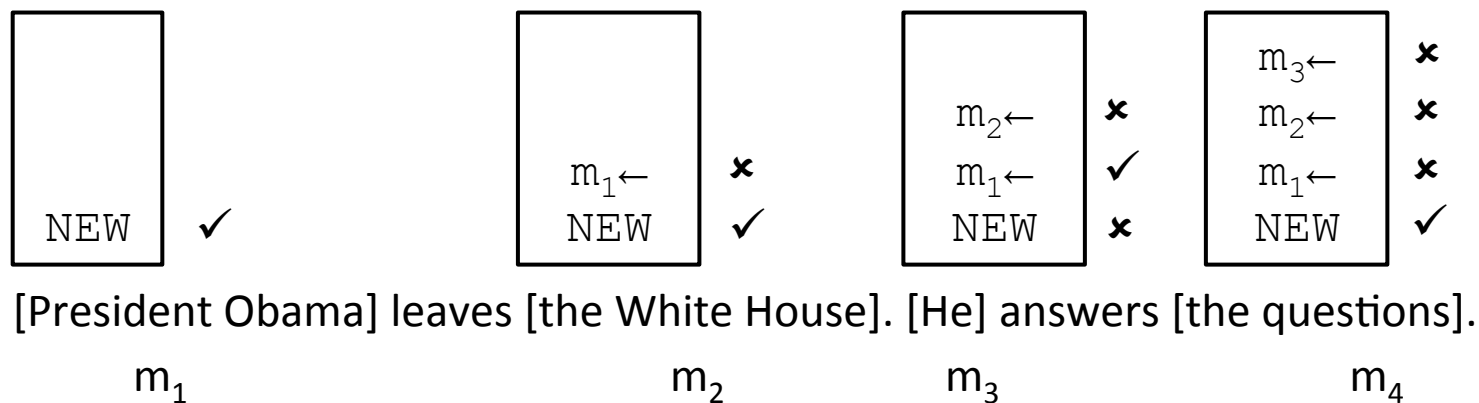 m₃← ✘
m₂← ✘ m₂← ✘
m₁← ✘ m₁← ✓ m₁← ✘
NEW ✓ NEW ✓ NEW ✘ NEW ✓
[President Obama] leaves [the White House]. [He] answers [the questions].
m₁ m₂ m₃ m₄